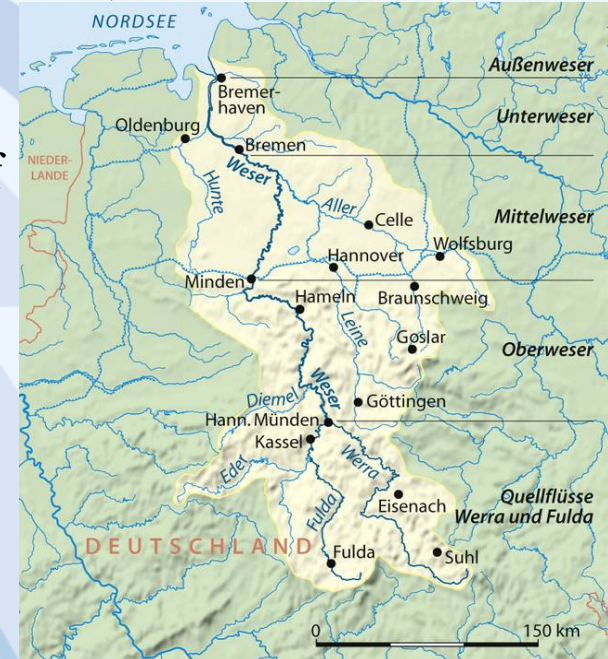 NORDSEE
Außenweser
Bremer-
haven
Unterweser
Oldenburg
Bremen
NIEDER-
LANDE
Weser
Hunte
Aller
Celle
Mittelweser
Wolfsburg
Hannover
Minden
Hameln
Braunschweig
Leine
Goslar
Oberweser
Weser
Diemel
Göttingen
Hann. Münden
Kassel
Eder
Werra
Eisenach
Quellflüsse
Werra und Fulda
Fulda
DEUTSCHLAND
Fulda
Suhl
0
150 km